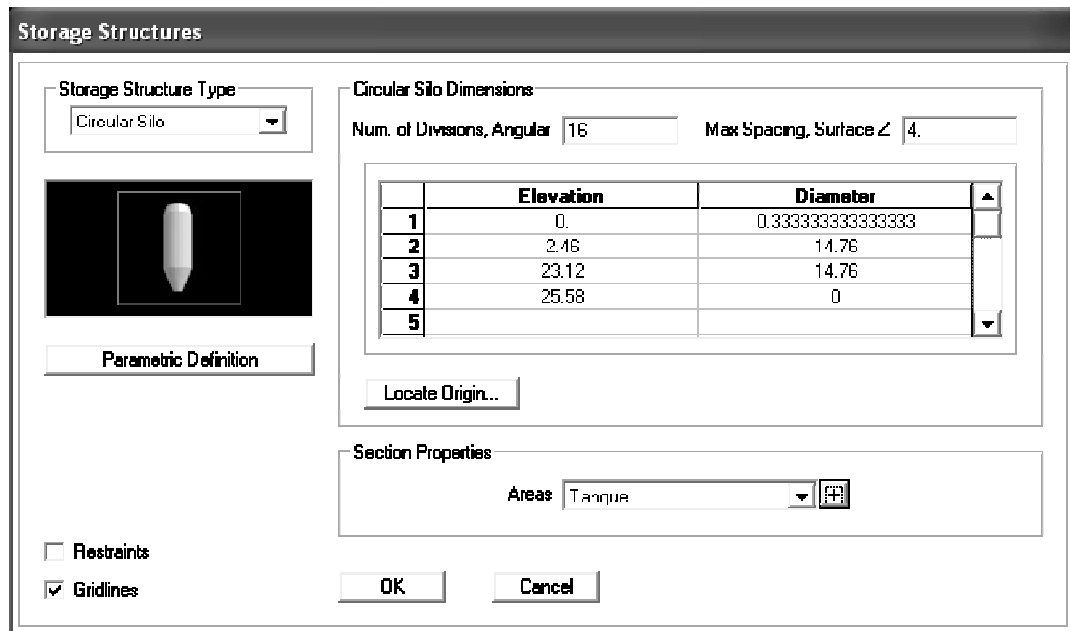 Storage Structures
Storage Structure Type
Circular Silo
Parametric Definition
Restraints
Gridlines
Circular Silo Dimensions
Num. of Divisions, Angular 16 Max Spacing, Surface Z 4.
Elevation Diameter
1 0. 0.333333333333333
2 2.46 14.76
3 23.12 14.76
4 25.58 0
5
Locate Origin...
Section Properties
Areas Tanque
OK Cancel